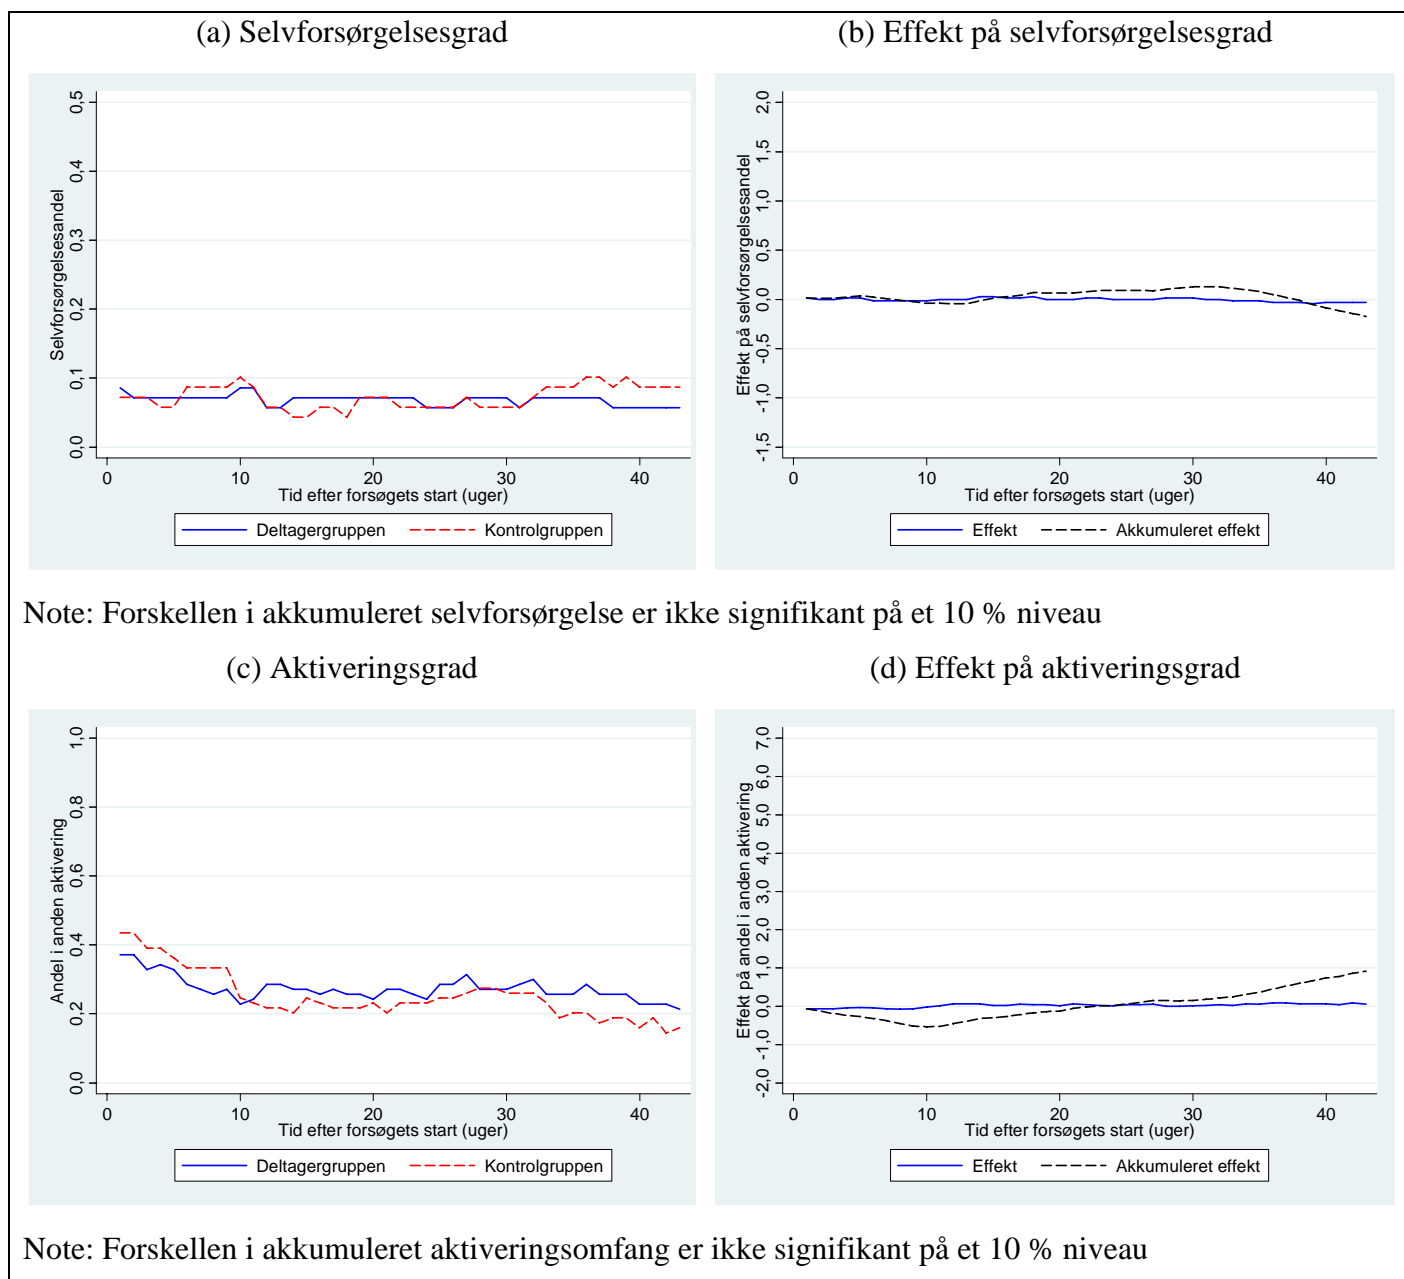 (a) Selvforsørgelsesgrad
(b) Effekt på selvforsørgelsesgrad
Selvforsørgelsesandel
0,5
0,4
0,3
0,2
0,1
0,0
0 10 20 30 40
Tid efter forsøgets start (uger)
Deltagergruppen Kontrolgruppen
Effekt på selvforsørgelsesandel
2,0
1,5
1,0
0,5
0,0
-0,5
-1,0
-1,5
0 10 20 30 40
Tid efter forsøgets start (uger)
Effekt Akkumuleret effekt
Note: Forskellen i akkumuleret selvforsørgelse er ikke signifikant på et 10 % niveau
(c) Aktiveringsgrad
(d) Effekt på aktiveringsgrad
Andel i anden aktivering
1,0
0,8
0,6
0,4
0,2
0,0
0 10 20 30 40
Tid efter forsøgets start (uger)
Deltagergruppen Kontrolgruppen
Effekt på andel i anden aktivering
7,0
6,0
5,0
4,0
3,0
2,0
1,0
0,0
-1,0
-2,0
0 10 20 30 40
Tid efter forsøgets start (uger)
Effekt Akkumuleret effekt
Note: Forskellen i akkumuleret aktiveringsomfang er ikke signifikant på et 10 % niveau